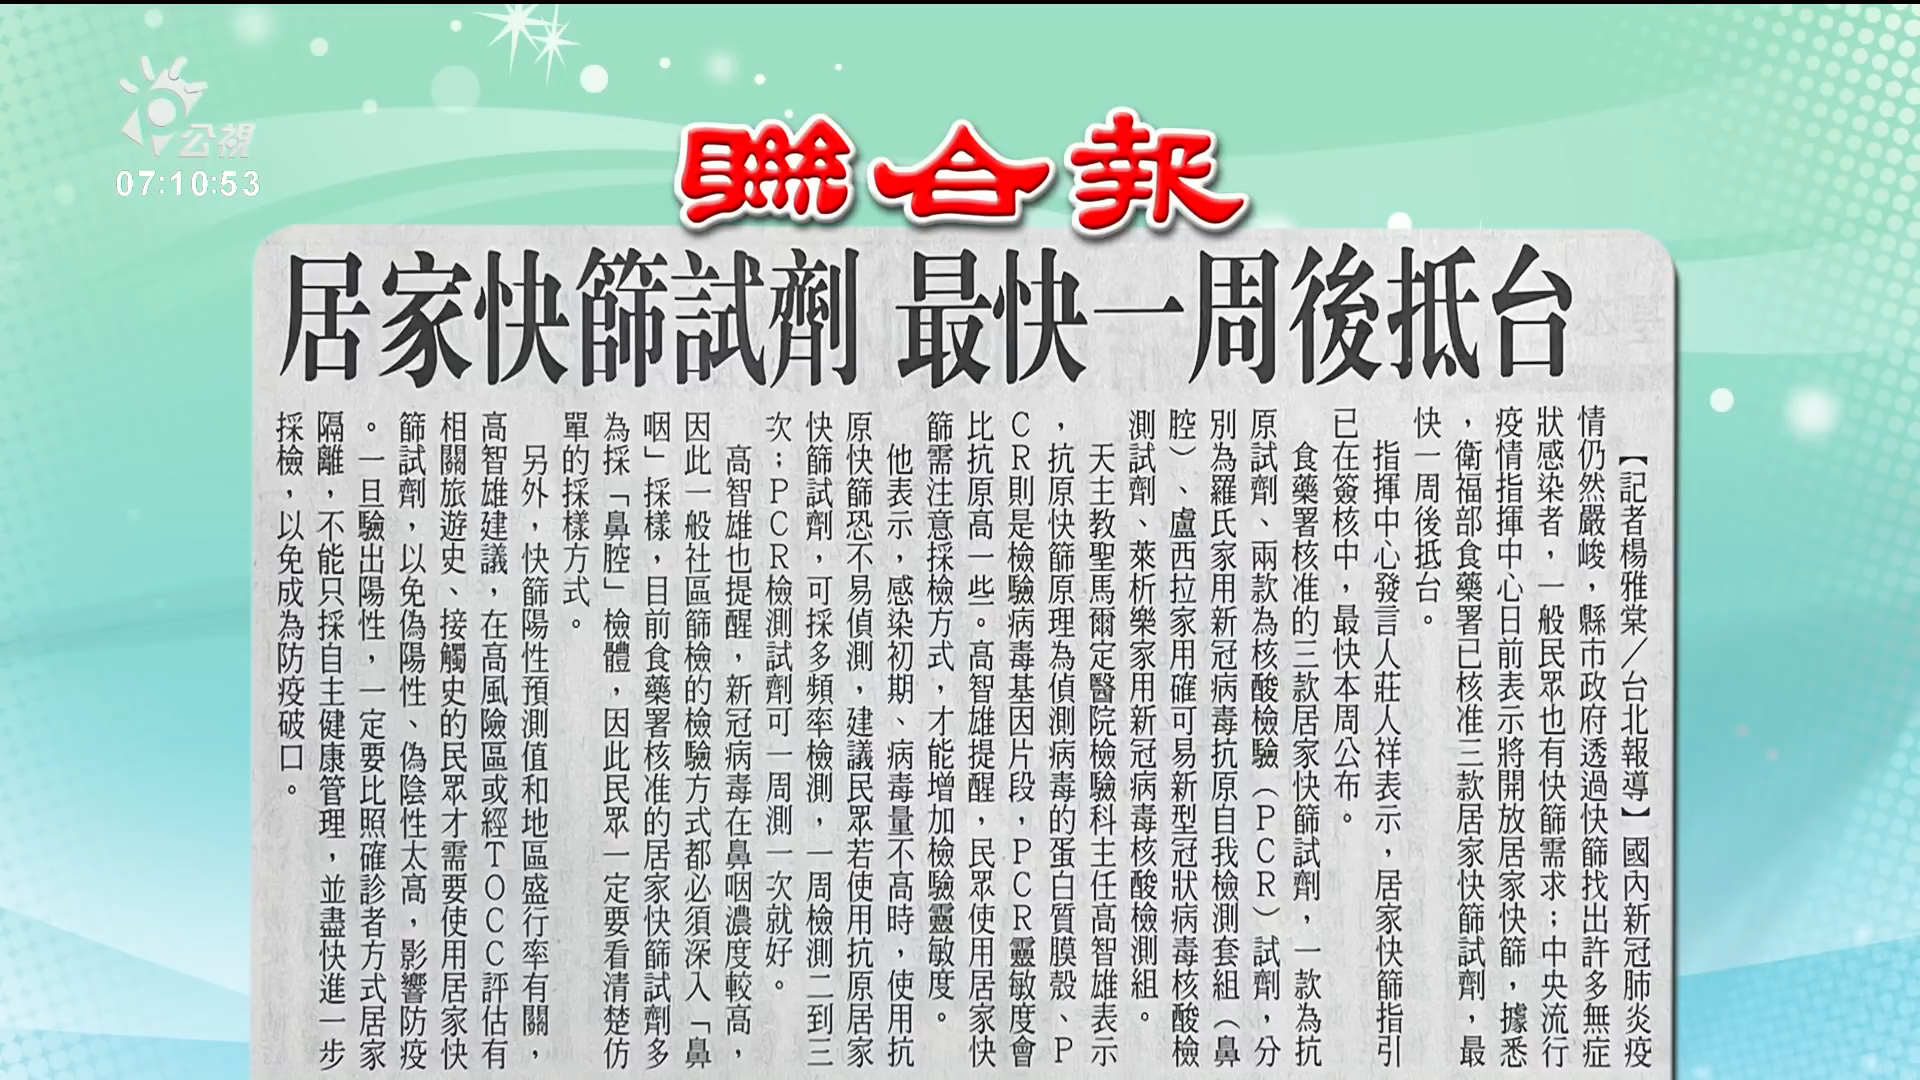 公視
07:10:53
聯合報
居家快篩試劑 最快一周後抵台
【記者楊雅棠／台北報導】國內新冠肺炎疫
情仍然嚴峻，縣市政府透過快篩找出許多無症
狀感染者，一般民眾也有快篩需求；中央流行
疫情指揮中心日前表示將開放居家快篩，據悉
，衛福部食藥署已核准三款居家快篩試劑，最
快一周後抵台。
指揮中心發言人莊人祥表示，居家快篩指引
已在簽核中，最快本周公布。
食藥署核准的三款居家快篩試劑，一款為抗
原試劑、兩款為核酸檢驗（PCR）試劑，分
別為羅氏家用新冠病毒抗原自我檢測套組（鼻
腔）、盧西拉家用確可易新型冠狀病毒核酸檢
測試劑、萊析樂家用新冠病毒核酸檢測組。
天主教聖馬爾定醫院檢驗科主任高智雄表示
，抗原快篩原理為偵測病毒的蛋白質膜殼、P
CR則是檢驗病毒基因片段，PCR靈敏度會
比抗原高一些。高智雄提醒，民眾使用居家快
篩需注意採檢方式，才能增加檢驗靈敏度。
他表示，感染初期、病毒量不高時，使用抗
原快篩恐不易偵測，建議民眾若使用抗原居家
快篩試劑，可採多頻率檢測，一周檢測二到三
次；PCR檢測試劑可一周測一次就好。
高智雄也提醒，新冠病毒在鼻咽濃度較高，
因此一般社區篩檢的檢驗方式都必須深入「鼻
咽」採樣，目前食藥署核准的居家快篩試劑多
為採「鼻腔」檢體，因此民眾一定要看清楚仿
單的採樣方式。
另外，快篩陽性預測值和地區盛行率有關，
高智雄建議，在高風險區或經TOCC評估有
相關旅遊史、接觸史的民眾才需要使用居家快
篩試劑，以免偽陽性、偽陰性太高，影響防疫
。一旦驗出陽性，一定要比照確診者方式居家
隔離，不能只採自主健康管理，並盡快進一步
採檢，以免成為防疫破口。